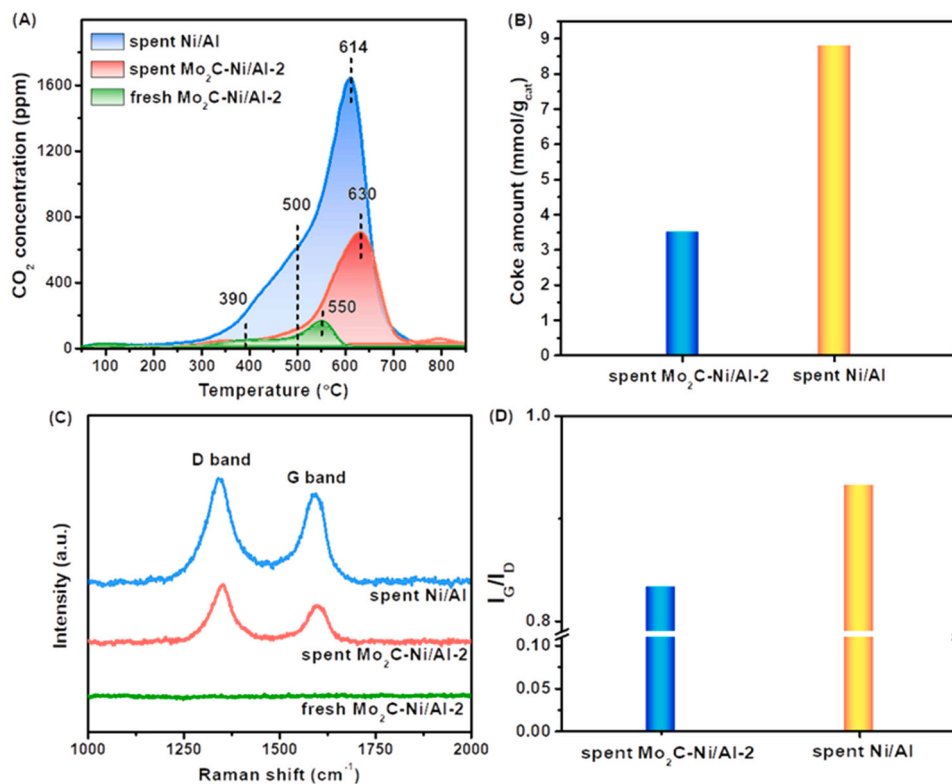 (A)
spent Ni/Al
spent Mo₂C-Ni/Al-2
fresh Mo₂C-Ni/Al-2
614
630
500
390
550
CO₂ concentration (ppm)
1600
1200
800
400
0
0 100 200 300 400 500 600 700 800
Temperature (°C)
(B)
Coke amount (mmol/gcat)
9
8
7
6
5
4
3
2
1
0
spent Mo₂C-Ni/Al-2 spent Ni/Al
(C)
D band
G band
spent Ni/Al
spent Mo₂C-Ni/Al-2
fresh Mo₂C-Ni/Al-2
Intensity (a.u.)
1000 1250 1500 1750 2000
Raman shift (cm⁻¹)
(D)
IG/ID
1.0
0.8
0.10
0.05
0.00
spent Mo₂C-Ni/Al-2 spent Ni/Al